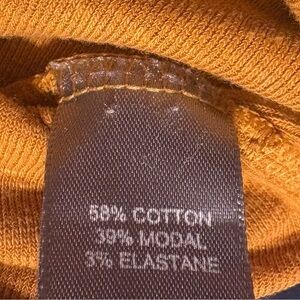 58% COTTON
39% MODAL
3% ELASTANE